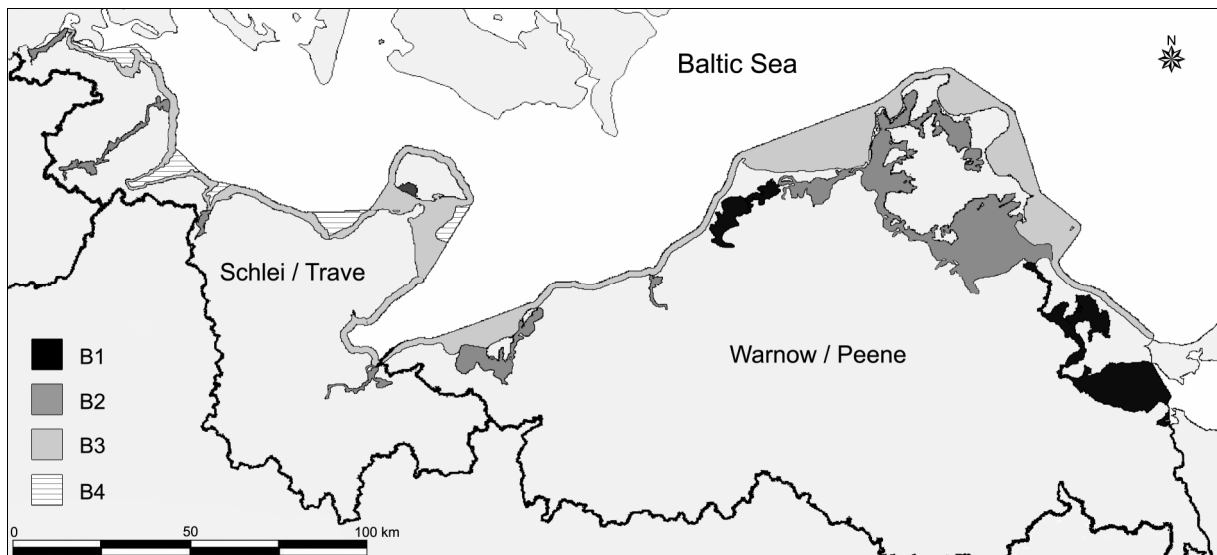 N
Baltic Sea
Schlei / Trave
Warnow / Peene
B1
B2
B3
B4
0 50 100 km